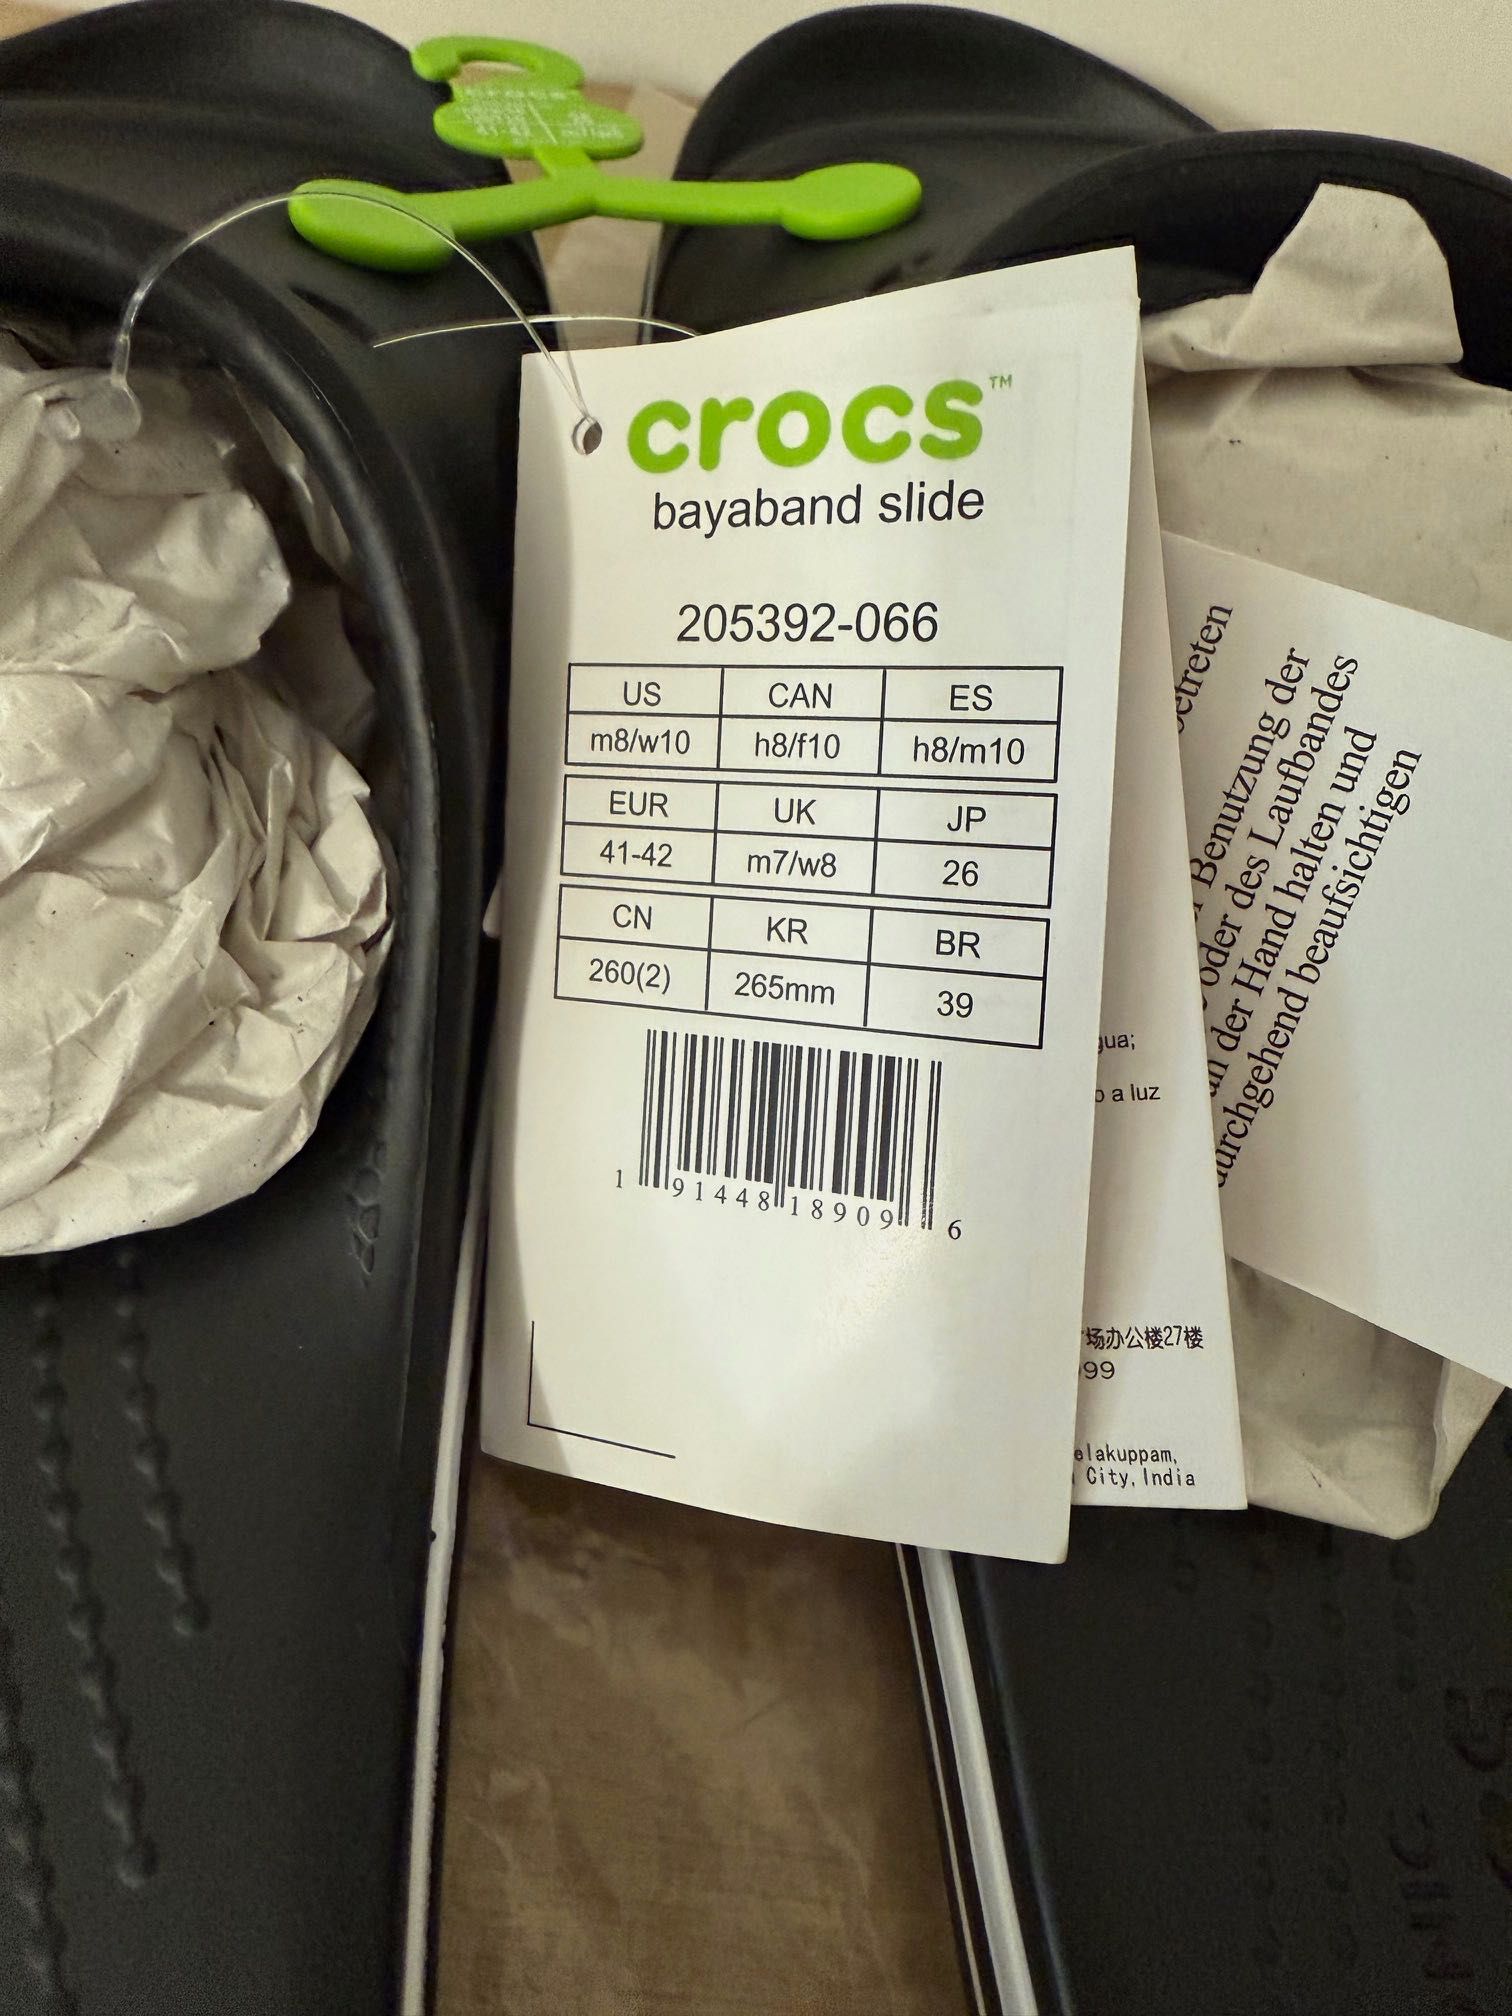 crocs™
bayaband slide
205392-066
US CAN ES
m8/w10 h8/f10 h8/m10
EUR UK JP
41-42 m7/w8 26
CN KR BR
260(2) 265mm 39
1 91448 18909 6
Benutzung der
oder des Laufbandes
an der Hand halten und
durchgehend beaufsichtigen
a luz
场办公楼27楼
99
City, India